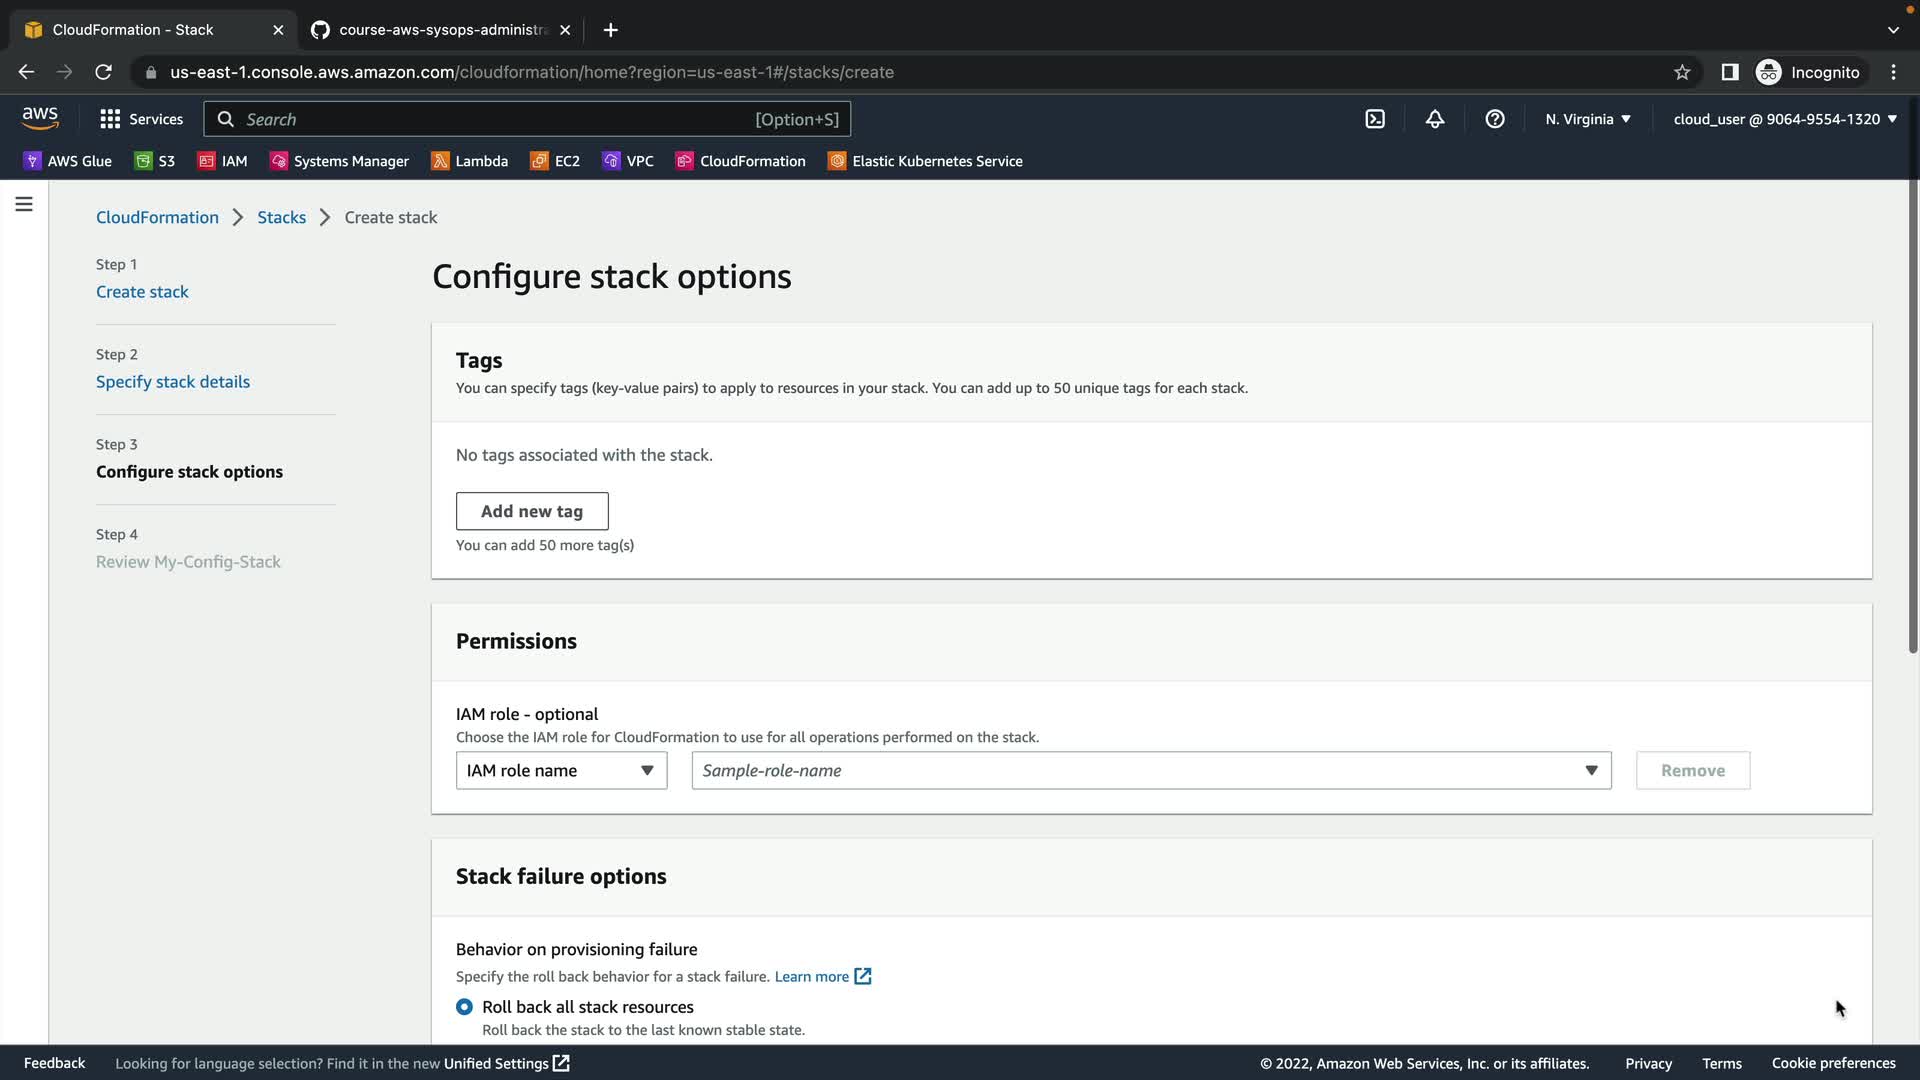 CloudFormation - Stack
course-aws-sysops-administra
us-east-1.console.aws.amazon.com/cloudformation/home?region=us-east-1#/stacks/create
Incognito
aws
Services
Search
[Option+S]
N. Virginia
cloud_user @ 9064-9554-1320
AWS Glue
S3
IAM
Systems Manager
Lambda
EC2
VPC
CloudFormation
Elastic Kubernetes Service
CloudFormation
Stacks
Create stack
Step 1
Create stack
Step 2
Specify stack details
Step 3
Configure stack options
Step 4
Review My-Config-Stack
Configure stack options
Tags
You can specify tags (key-value pairs) to apply to resources in your stack. You can add up to 50 unique tags for each stack.
No tags associated with the stack.
Add new tag
You can add 50 more tag(s)
Permissions
IAM role - optional
Choose the IAM role for CloudFormation to use for all operations performed on the stack.
IAM role name
Sample-role-name
Remove
Stack failure options
Behavior on provisioning failure
Specify the roll back behavior for a stack failure. Learn more
Roll back all stack resources
Roll back the stack to the last known stable state.
Feedback
Looking for language selection? Find it in the new Unified Settings
© 2022, Amazon Web Services, Inc. or its affiliates.
Privacy
Terms
Cookie preferences